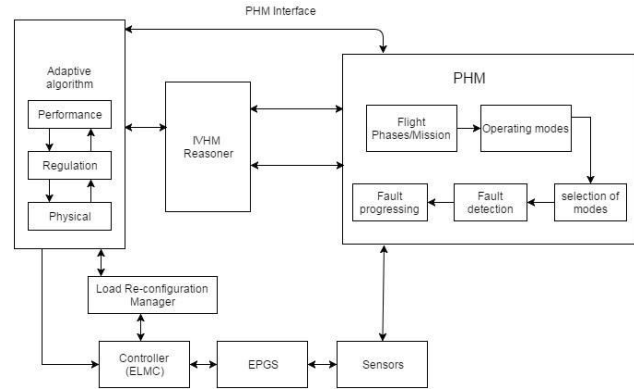 PHM Interface
Adaptive
algorithm
Performance
Regulation
Physical
IVHM
Reasoner
PHM
Flight
Phases/Mission
Operating modes
Fault
progressing
Fault
detection
selection of
modes
Load Re-configuration
Manager
Controller
(ELMC)
EPGS
Sensors